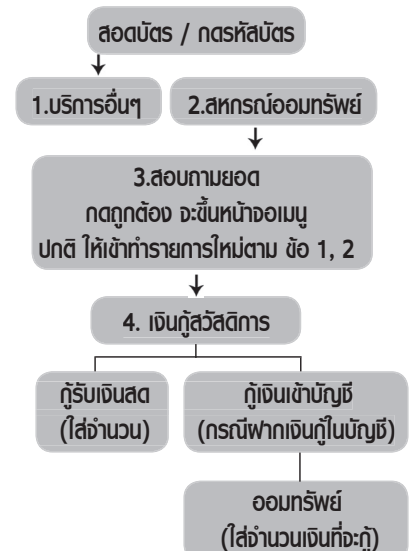 สอดบัตร / กดรหัสบัตร
1.บริการอื่นๆ
2.สหกรณ์ออมทรัพย์
3.สอบถามยอด
กดถูกต้อง จะขึ้นหน้าจอเมนู
ปกติ ให้เข้าทำรายการใหม่ตาม ข้อ 1, 2
4. เงินกู้สวัสดิการ
กู้รับเงินสด
(ใส่จำนวน)
กู้เงินเข้าบัญชี
(กรณีฝากเงินกู้ในบัญชี)
ออมทรัพย์
(ใส่จำนวนเงินที่จะกู้)